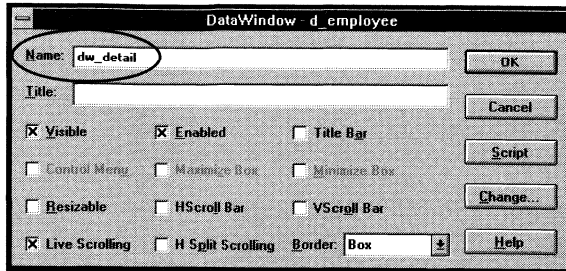 DataWindow - d_employee
Name: dw_detail
OK
Title:
Cancel
Visible Enabled Title Bar
Script
Control Menu Maximize Box Minimize Box
Change...
Resizable HScroll Bar VScroll Bar
Live Scrolling H Split Scrolling Border: Box
Help